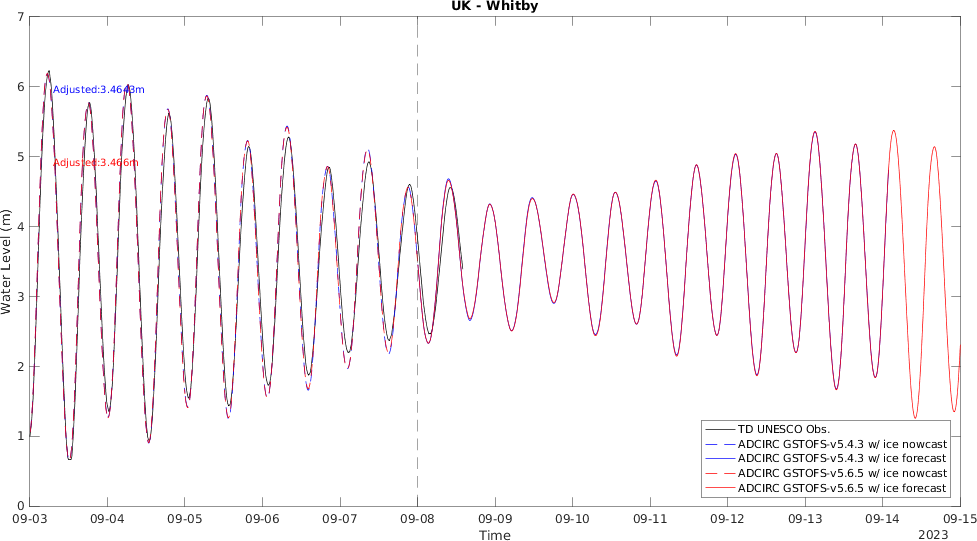 UK - Whitby
7
6
5
4
3
2
1
0
Water Level (m)
Adjusted:3.4643m
Adjusted:3.466m
TD UNESCO Obs.
ADCIRC GSTOFS-v5.4.3 w/ ice nowcast
ADCIRC GSTOFS-v5.4.3 w/ ice forecast
ADCIRC GSTOFS-v5.6.5 w/ ice nowcast
ADCIRC GSTOFS-v5.6.5 w/ ice forecast
09-03 09-04 09-05 09-06 09-07 09-08 09-09 09-10 09-11 09-12 09-13 09-14 09-15
Time
2023